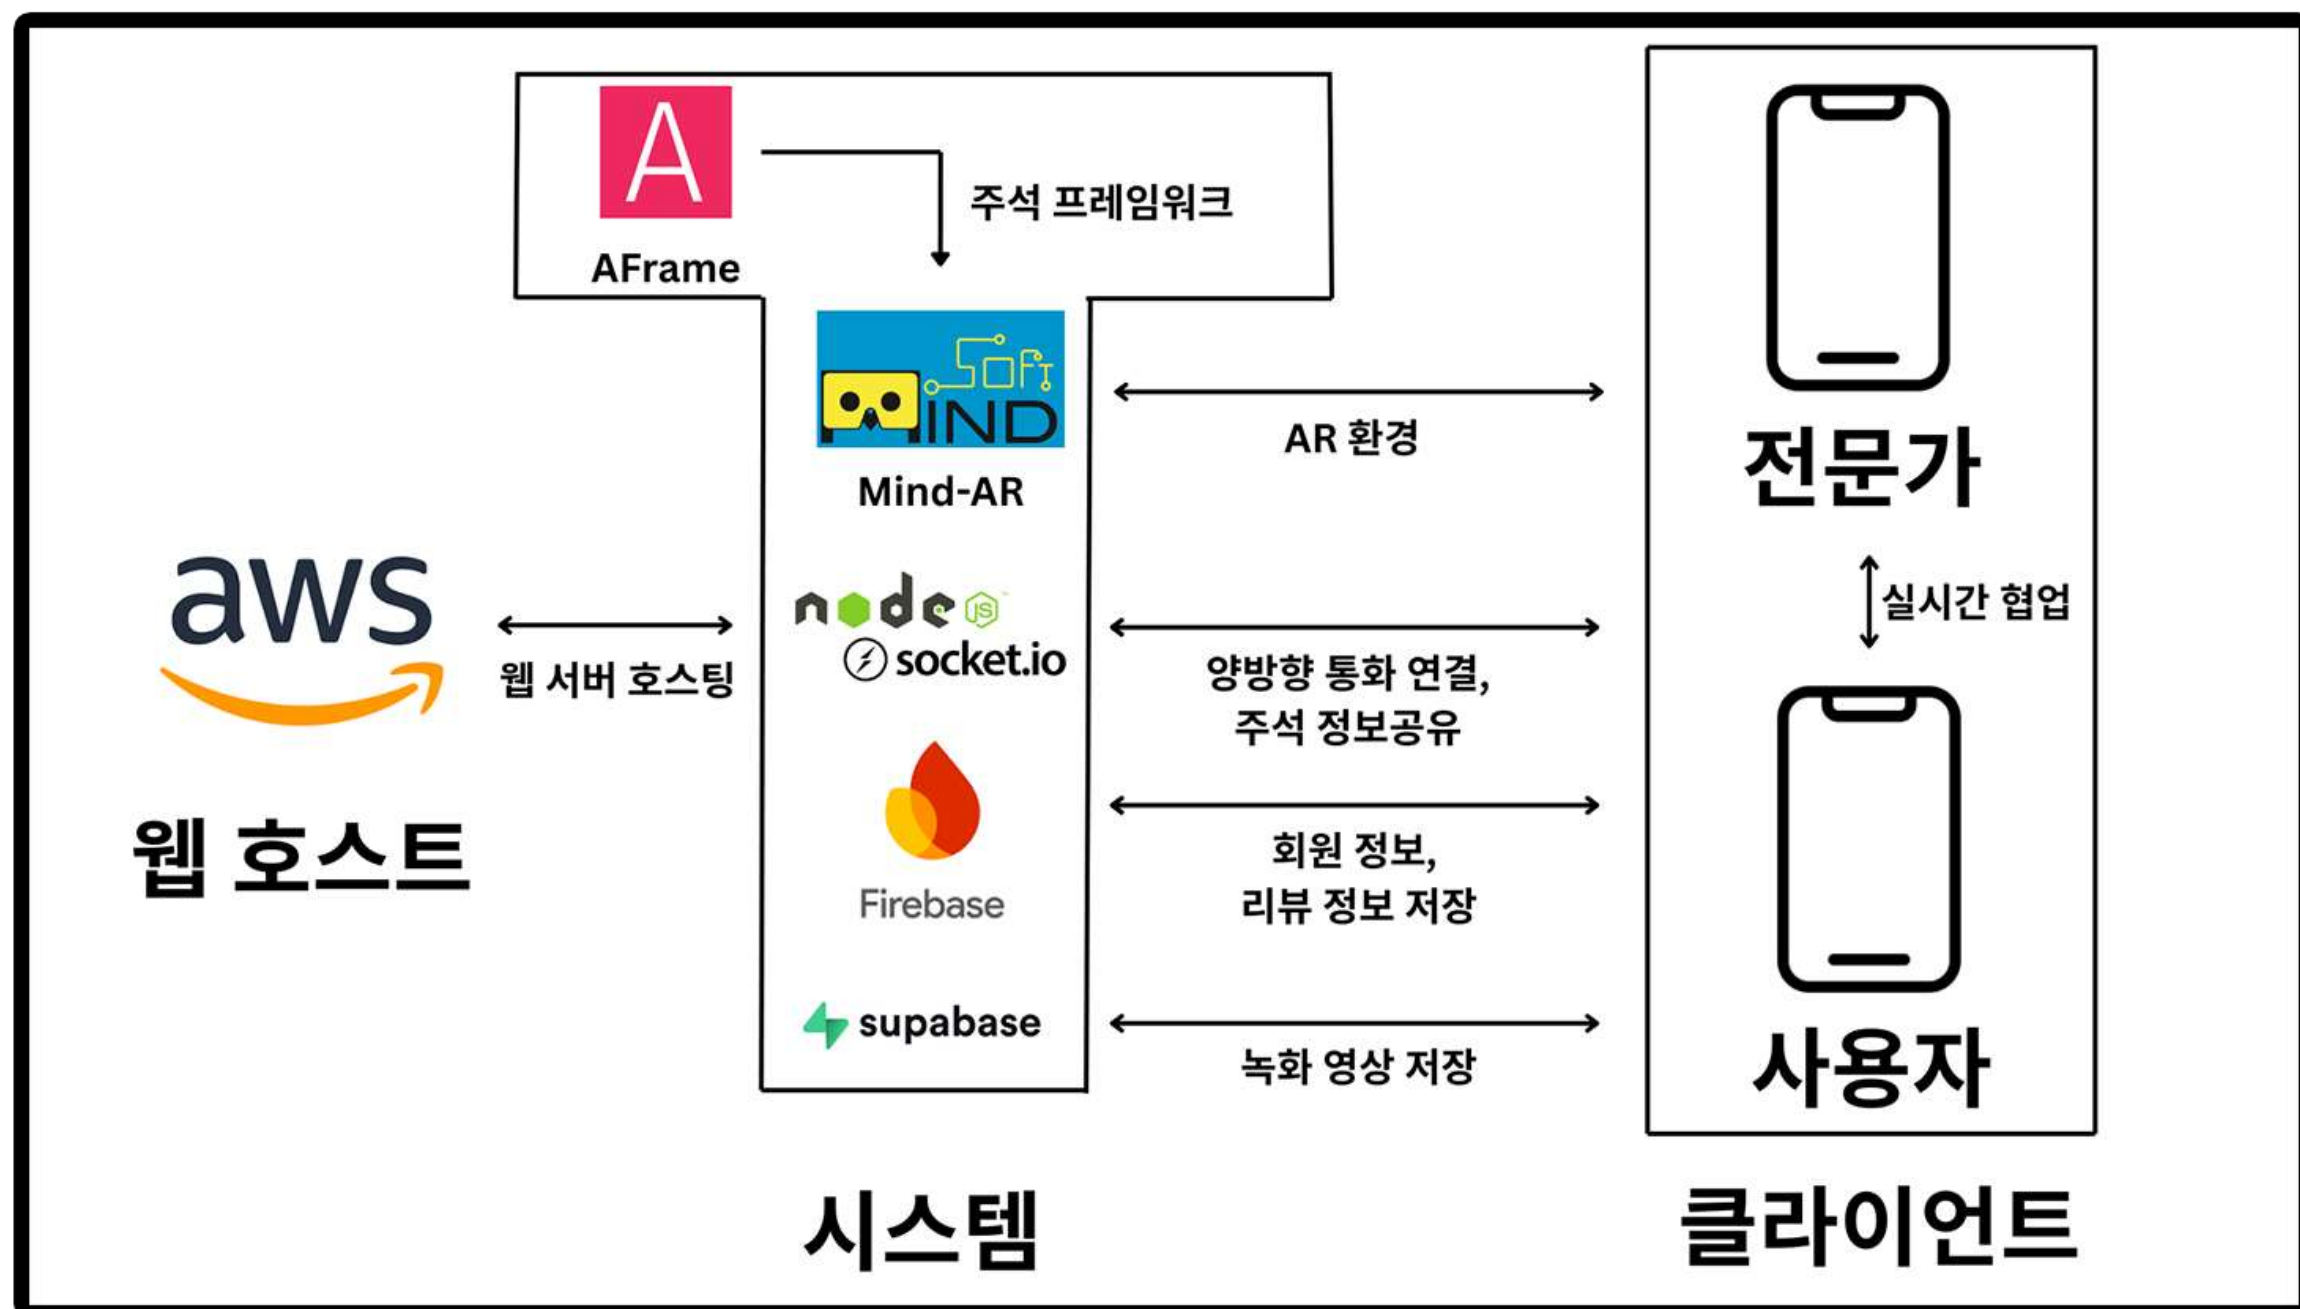 A
AFrame
주석 프레임워크
SOFT
MIND
Mind-AR
AR 환경
전문가
실시간 협업
사용자
클라이언트
aws
웹 호스트
웹 서버 호스팅
node
JS
socket.io
양방향 통화 연결,
주석 정보공유
Firebase
회원 정보,
리뷰 정보 저장
supabase
녹화 영상 저장
시스템